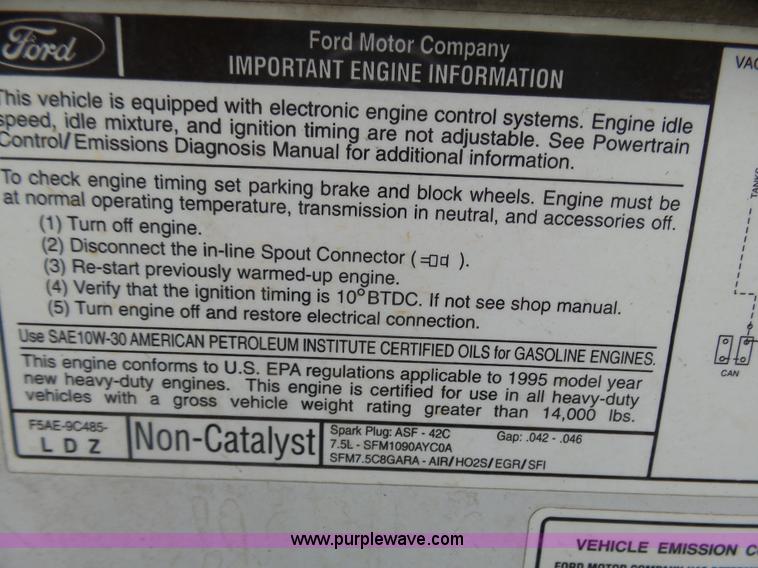 Ford
Ford Motor Company
IMPORTANT ENGINE INFORMATION
This vehicle is equipped with electronic engine control systems. Engine idle
speed, idle mixture, and ignition timing are not adjustable. See Powertrain
Control/Emissions Diagnosis Manual for additional information.
To check engine timing set parking brake and block wheels. Engine must be
at normal operating temperature, transmission in neutral, and accessories off.
(1) Turn off engine.
(2) Disconnect the in-line Spout Connector ( ).
(3) Re-start previously warmed-up engine.
(4) Verify that the ignition timing is 10°BTDC. If not see shop manual.
(5) Turn engine off and restore electrical connection.
Use SAE10W-30 AMERICAN PETROLEUM INSTITUTE CERTIFIED OILS for GASOLINE ENGINES.
This engine conforms to U.S. EPA regulations applicable to 1995 model year
new heavy-duty engines. This engine is certified for use in all heavy-duty
vehicles with a gross vehicle weight rating greater than 14,000 lbs.
F5AE-9C485-
L D Z
Non-Catalyst
Spark Plug: ASF - 42C Gap: .042 - .046
7.5L - SFM1090AYC0A
SFM7.5C8GARA - AIR/HO2S/EGR/SFI
CAN
VEHICLE EMISSION
www.purplewave.com